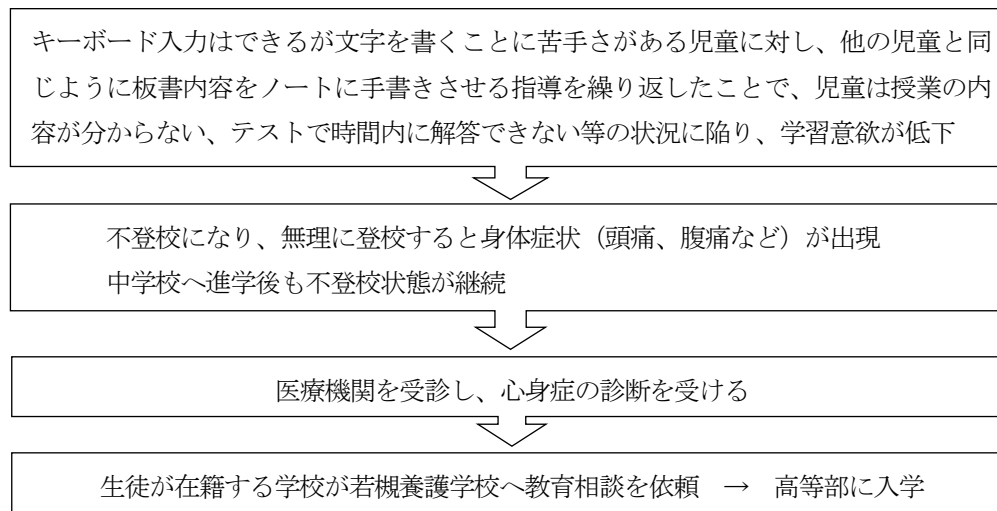 キーボード入力はできるが文字を書くことに苦手さがある児童に対し、他の児童と同
じように板書内容をノートに手書きさせる指導を繰り返したことで、児童は授業の内
容が分からない、テストで時間内に解答できない等の状況に陥り、学習意欲が低下
不登校になり、無理に登校すると身体症状（頭痛、腹痛など）が出現
中学校へ進学後も不登校状態が継続
医療機関を受診し、心身症の診断を受ける
生徒が在籍する学校が若槻養護学校へ教育相談を依頼　→　高等部に入学